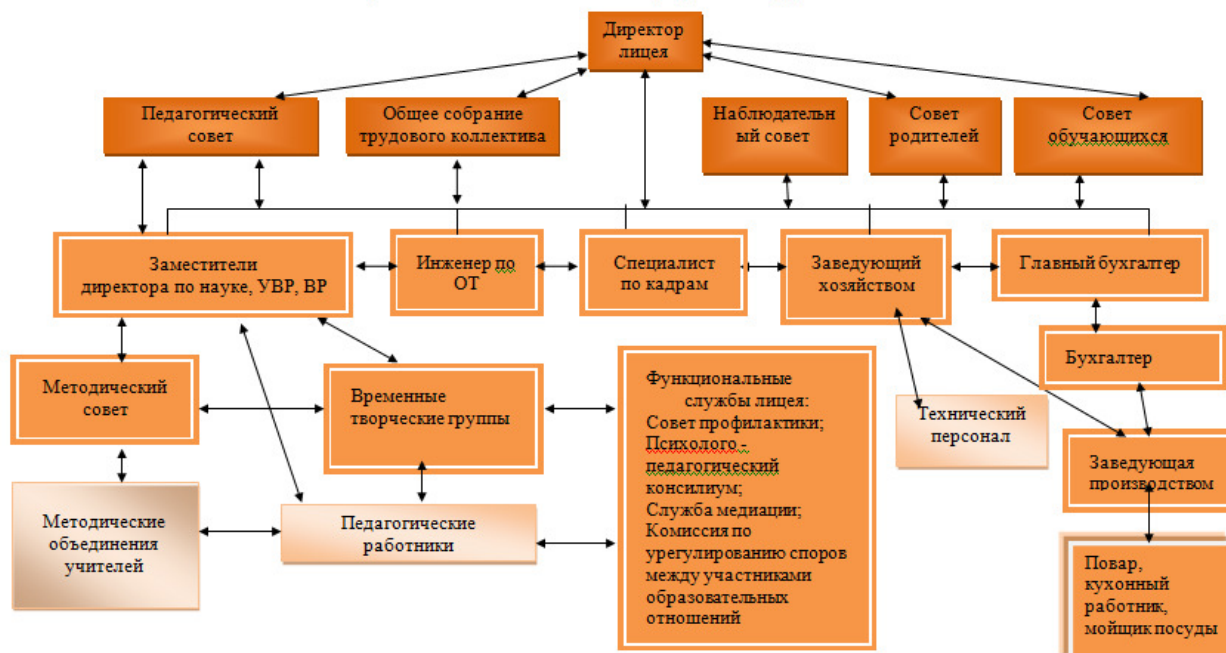 Директор
лицея
Педагогический
совет
Общее собрание
трудового коллектива
Наблюдательн
ый совет
Совет
родителей
Совет
обучающихся
Заместители
директора по науке, УВР, ВР
Инженер по
ОТ
Специалист
по кадрам
Заведующий
хозяйством
Главный бухгалтер
Бухгалтер
Методический
совет
Временные
творческие группы
Функциональные
службы лицея:
Совет профилактики;
Психолого -
педагогический
консилиум;
Служба медиации;
Комиссия по
урегулированию споров
между участниками
образовательных
отношений
Технический
персонал
Заведующая
производством
Методические
объединения
учителей
Педагогические
работники
Повар,
кухонный
работник,
мойщик посуды